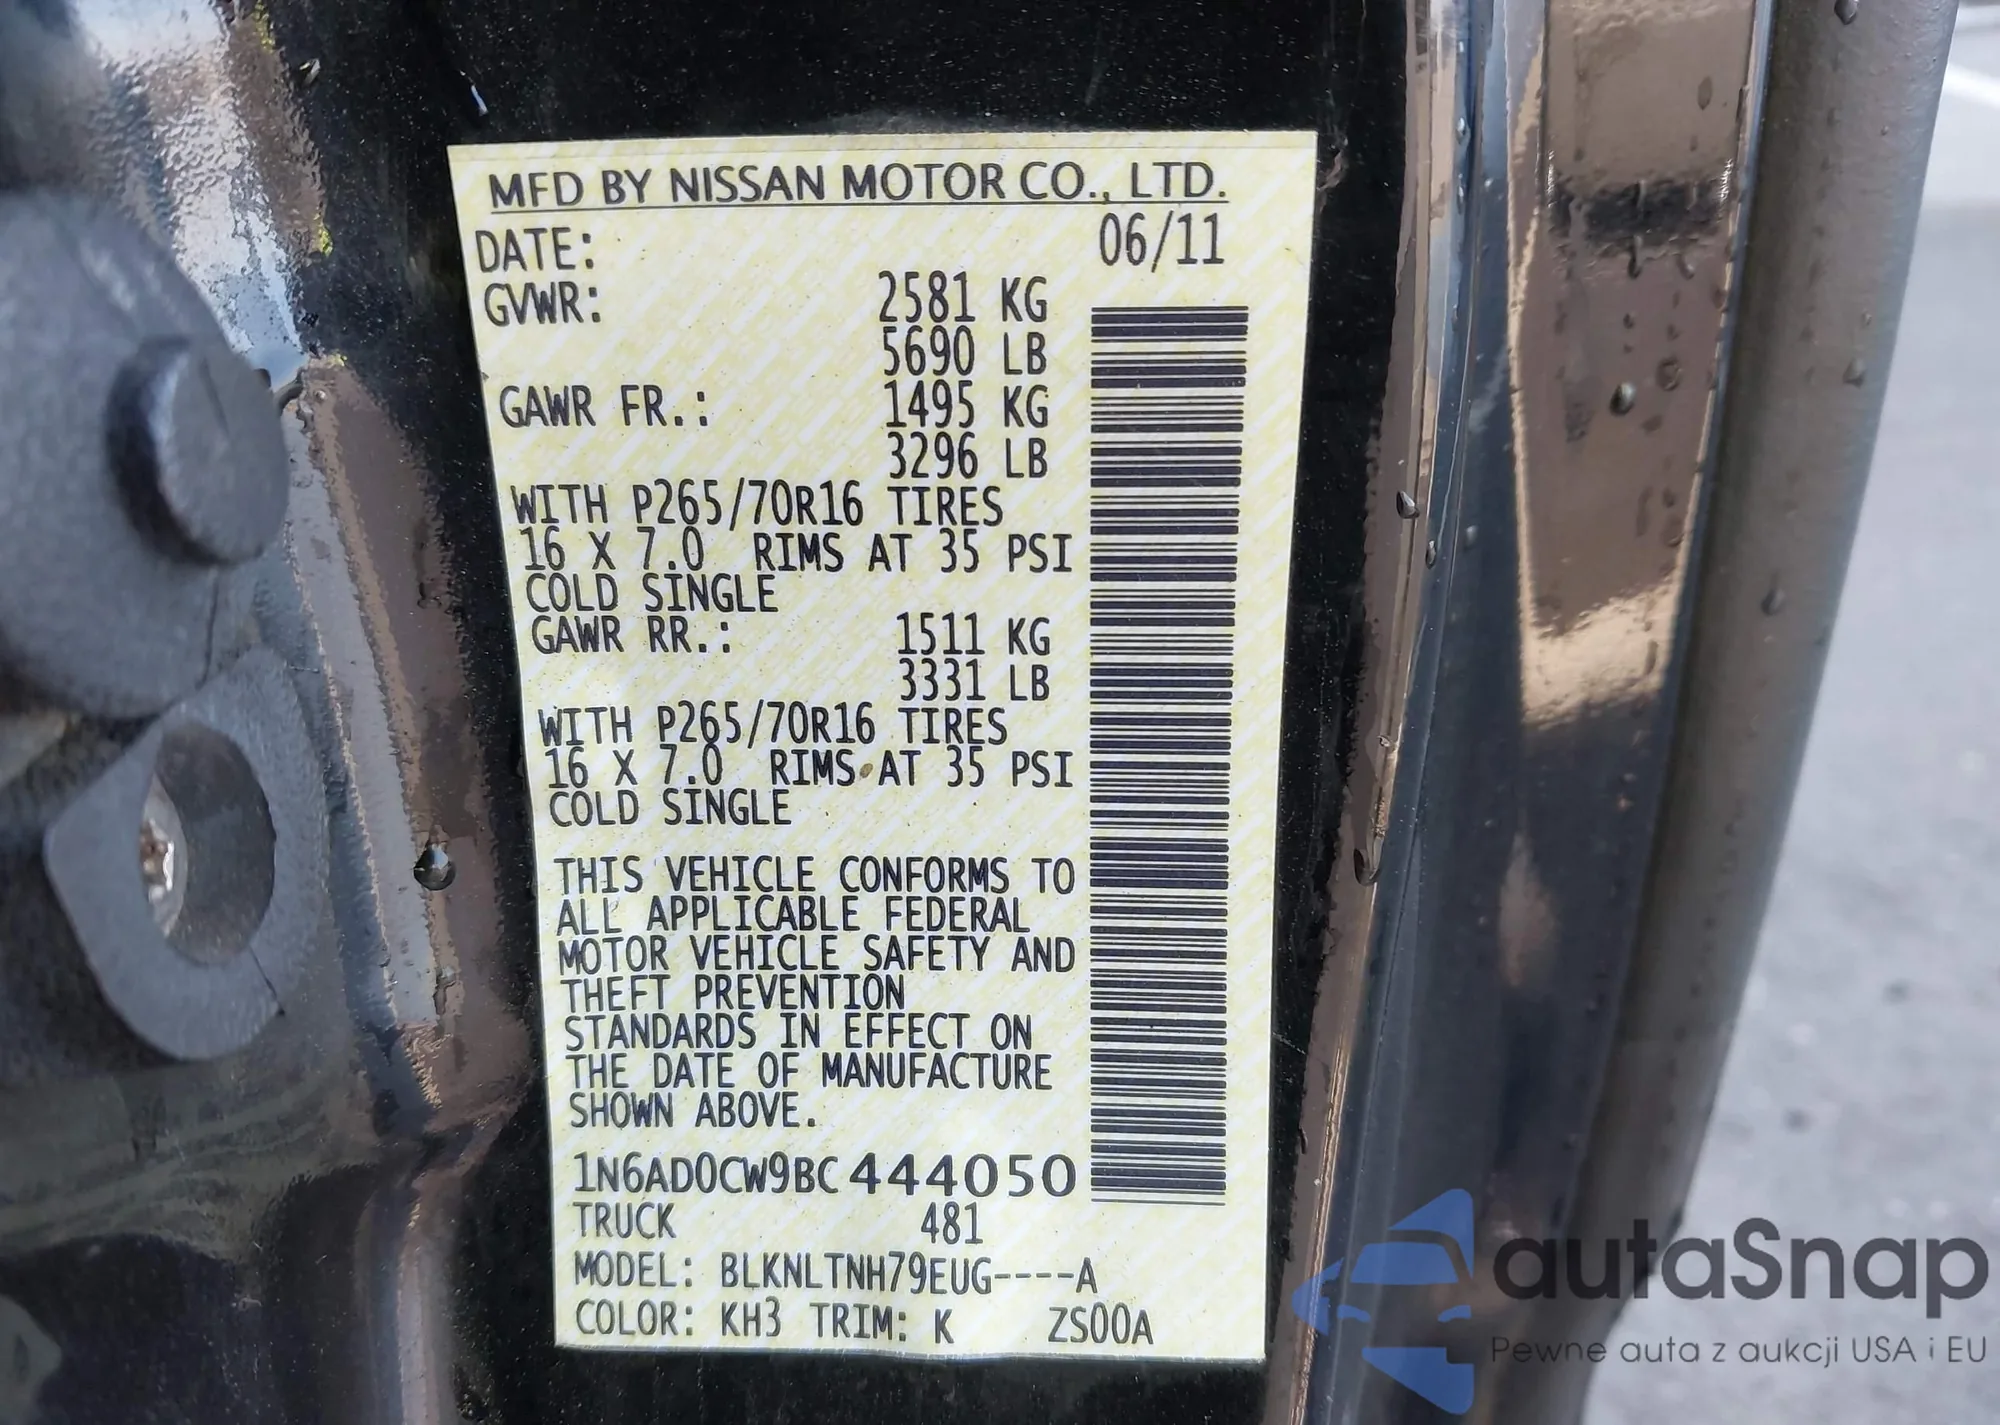 MFD BY NISSAN MOTOR CO., LTD.
DATE: 06/11
GVWR: 2581 KG
5690 LB
GAWR FR.: 1495 KG
3296 LB
WITH P265/70R16 TIRES
16 X 7.0 RIMS AT 35 PSI
COLD SINGLE
GAWR RR.: 1511 KG
3331 LB
WITH P265/70R16 TIRES
16 X 7.0 RIMS AT 35 PSI
COLD SINGLE
THIS VEHICLE CONFORMS TO
ALL APPLICABLE FEDERAL
MOTOR VEHICLE SAFETY AND
THEFT PREVENTION
STANDARDS IN EFFECT ON
THE DATE OF MANUFACTURE
SHOWN ABOVE.
1N6AD0CW9BC444050
TRUCK 481
MODEL: BLKNLTNH79EUG----A
COLOR: KH3 TRIM: K ZS00A
autaSnap
Pewne auta z aukcji USA i EU